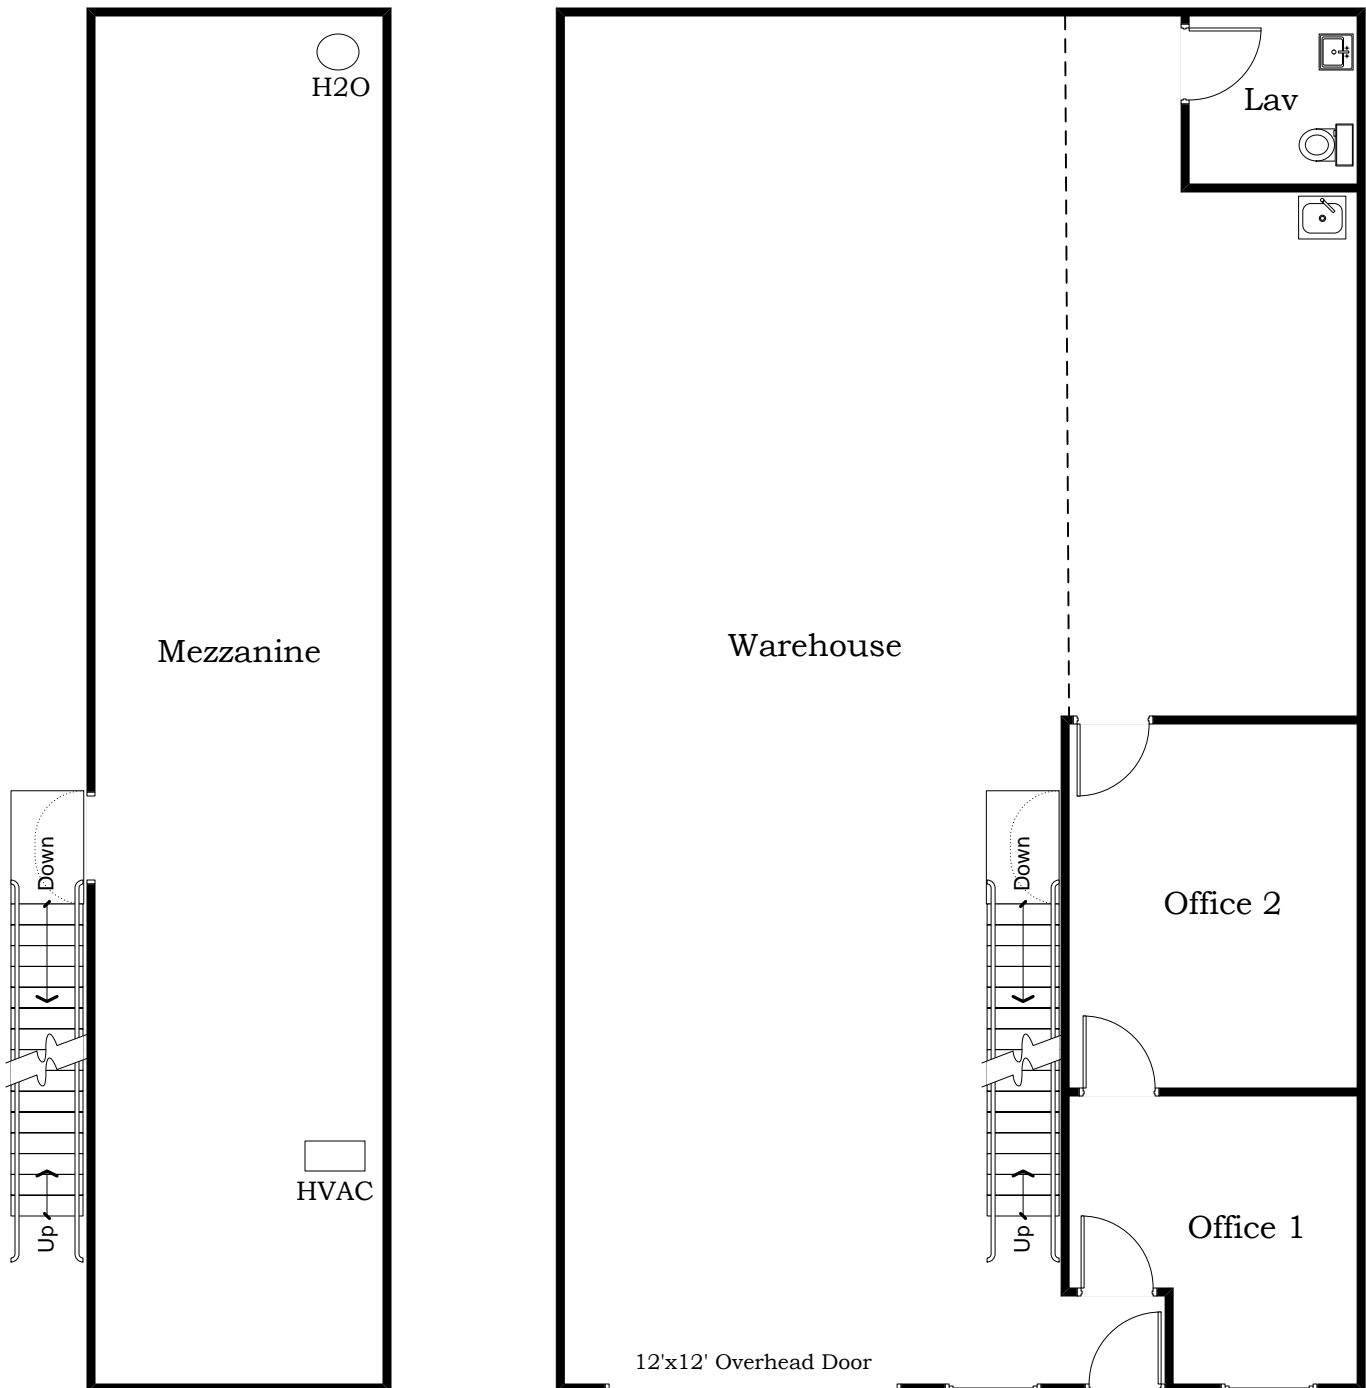 H2O
Lav
Mezzanine
Warehouse
Down
Down
Office 2
HVAC
Up
Up
Office 1
12'x12' Overhead Door